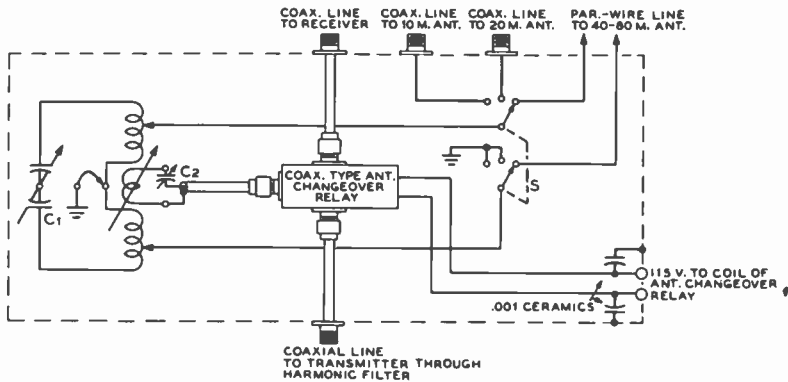 COAX. LINE
TO RECEIVER
COAX. LINE
TO 10 M. ANT.
COAX. LINE
TO 20 M. ANT.
PAR.-WIRE LINE
TO 40-80 M. ANT.
C1
C2
COAX. TYPE ANT.
CHANGEOVER
RELAY
S
115 V. TO COIL OF
ANT. CHANGEOVER
RELAY
.001 CERAMICS
COAXIAL LINE
TO TRANSMITTER THROUGH
HARMONIC FILTER